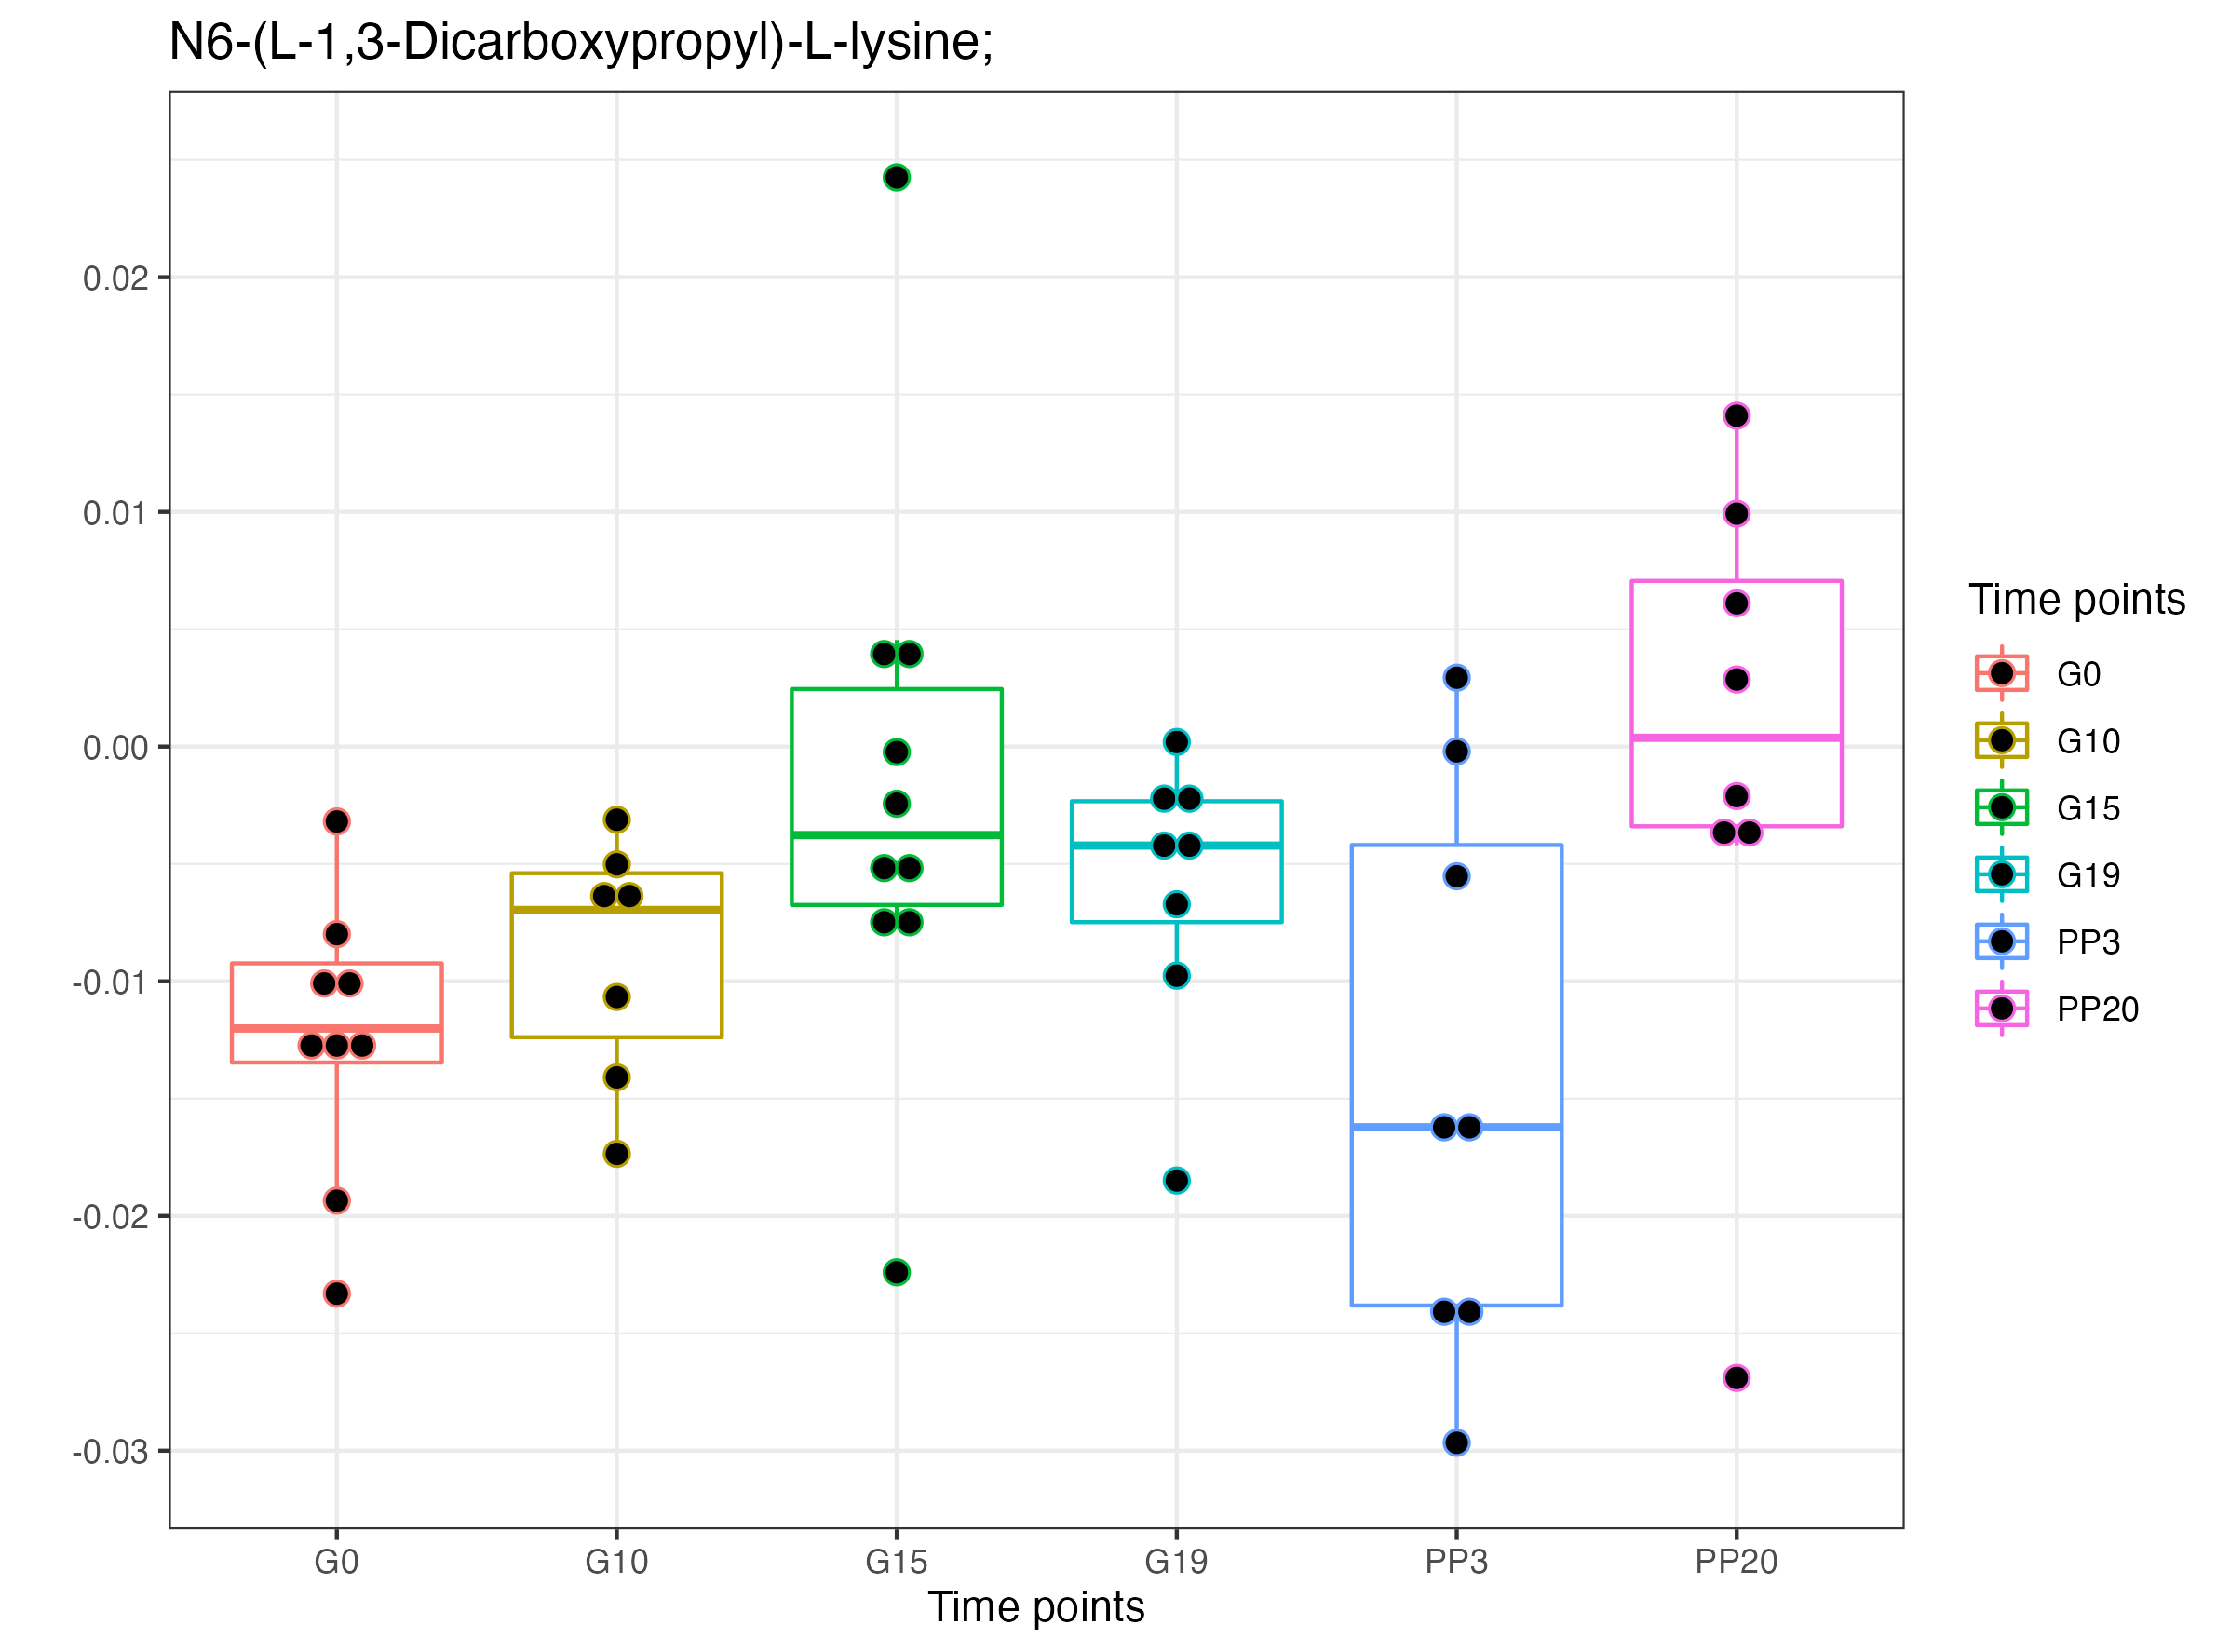 N6-(L-1,3-Dicarboxypropyl)-L-lysine;
0.02
0.01
0.00
-0.01
-0.02
-0.03
G0 G10 G15 G19 PP3 PP20
Time points
Time points
G0
G10
G15
G19
PP3
PP20